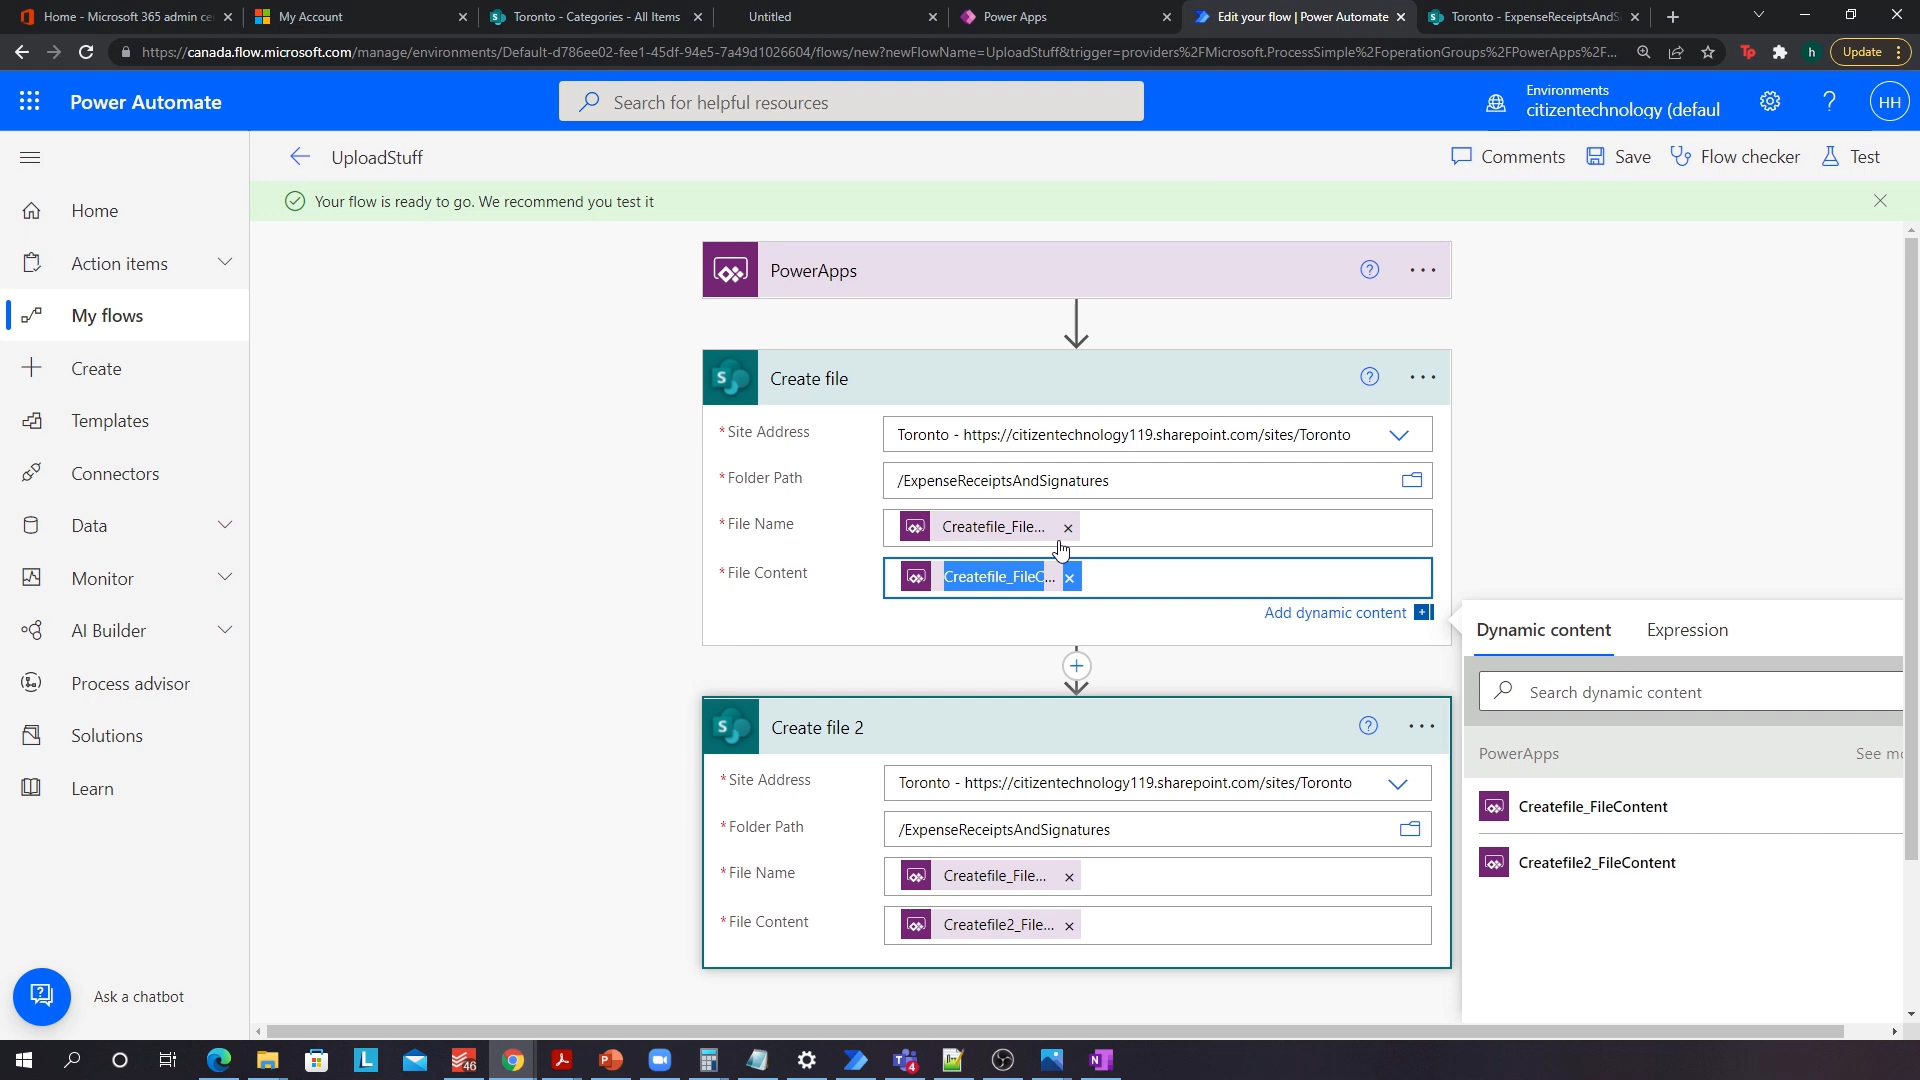 Home - Microsoft 365 admin ce
My Account
Toronto - Categories - All Items
Untitled
Power Apps
Edit your flow | Power Automate
Toronto - ExpenseReceiptsAndS
https://canada.flow.microsoft.com/manage/environments/Default-d786ee02-fee1-45df-94e5-7a49d1026604/flows/new?newFlowName=UploadStuff&trigger=providers%2FMicrosoft.ProcessSimple%2FoperationGroups%2FPowerApps%2F...
h
Update
Power Automate
Search for helpful resources
Environments
citizentechnology (defaul
HH
UploadStuff
Comments
Save
Flow checker
Test
Your flow is ready to go. We recommend you test it
Home
Action items
My flows
Create
Templates
Connectors
Data
Monitor
AI Builder
Process advisor
Solutions
Learn
Ask a chatbot
PowerApps
Create file
* Site Address
Toronto - https://citizentechnology119.sharepoint.com/sites/Toronto
* Folder Path
/ExpenseReceiptsAndSignatures
* File Name
Createfile_File...
* File Content
Createfile_FileC...
Add dynamic content
Create file 2
* Site Address
Toronto - https://citizentechnology119.sharepoint.com/sites/Toronto
* Folder Path
/ExpenseReceiptsAndSignatures
* File Name
Createfile_File...
* File Content
Createfile2_File...
Dynamic content
Expression
Search dynamic content
PowerApps
See mo
Createfile_FileContent
Createfile2_FileContent
46
4